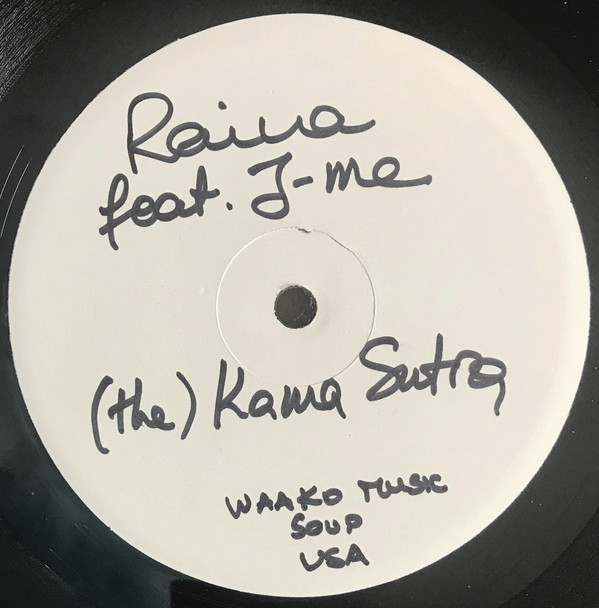 Raina
feat. J-me
(the) Kama Sutra
WAAKO MUSIC
SOUP
USA